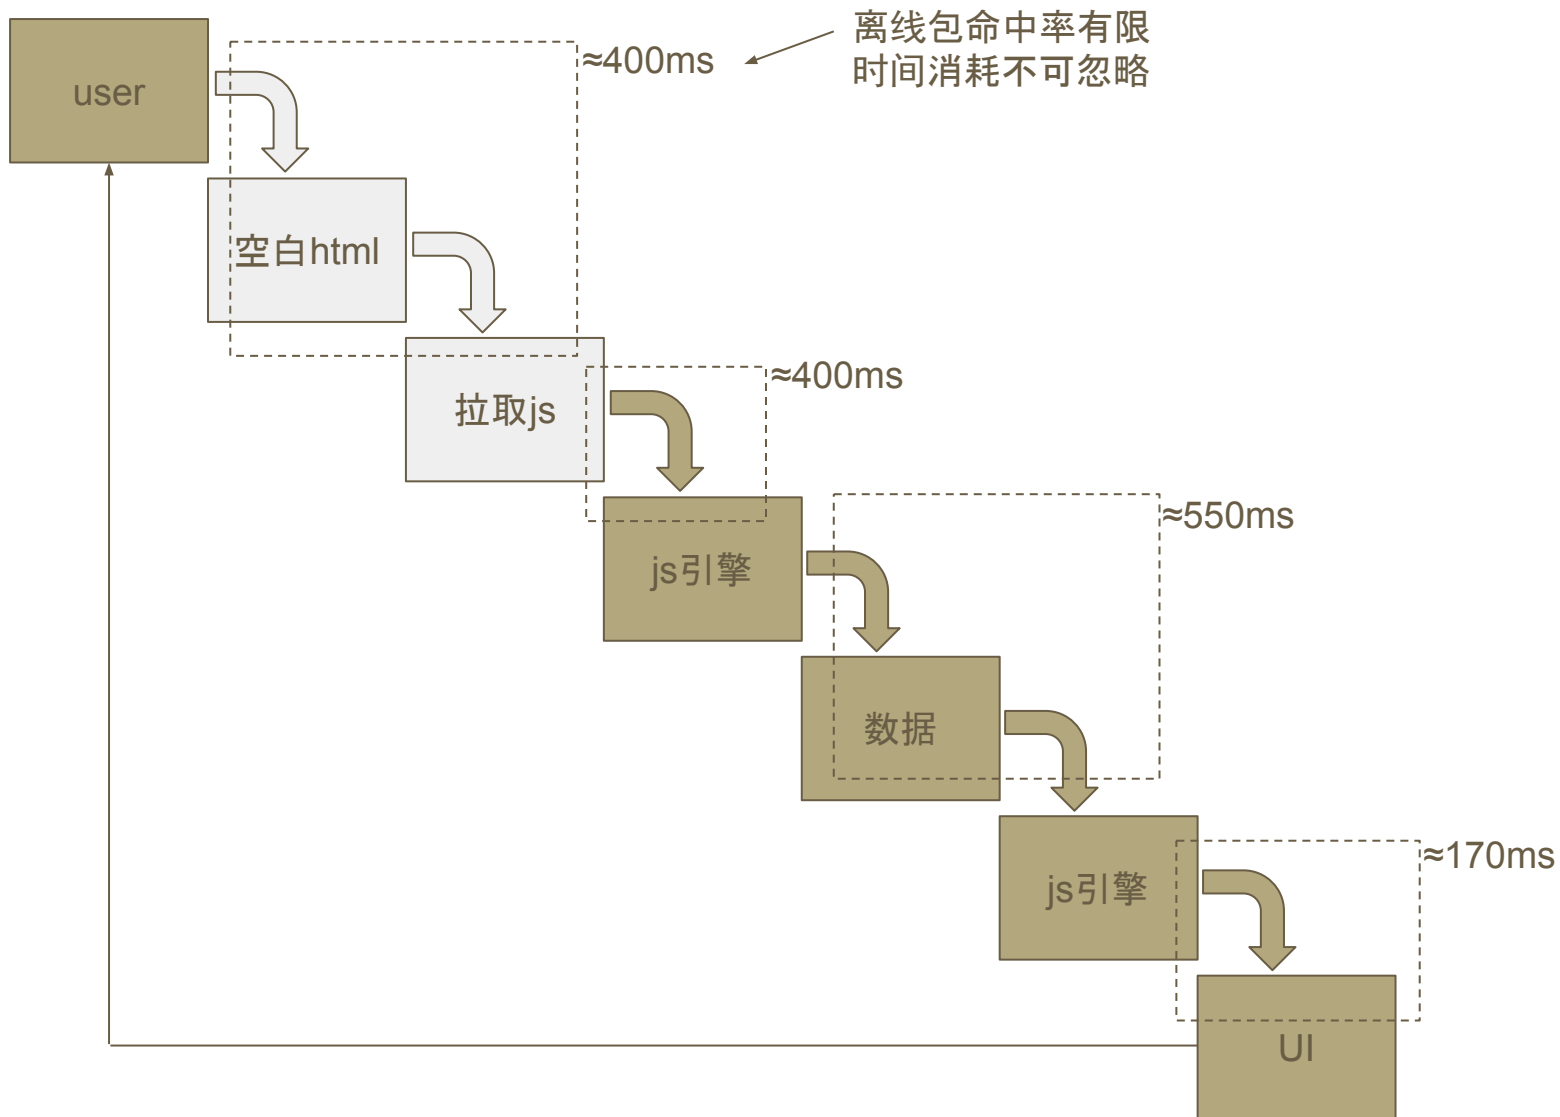 离线包命中率有限
时间消耗不可忽略
≈400ms
user
空白html
≈400ms
拉取js
≈550ms
js引擎
数据
≈170ms
js引擎
UI